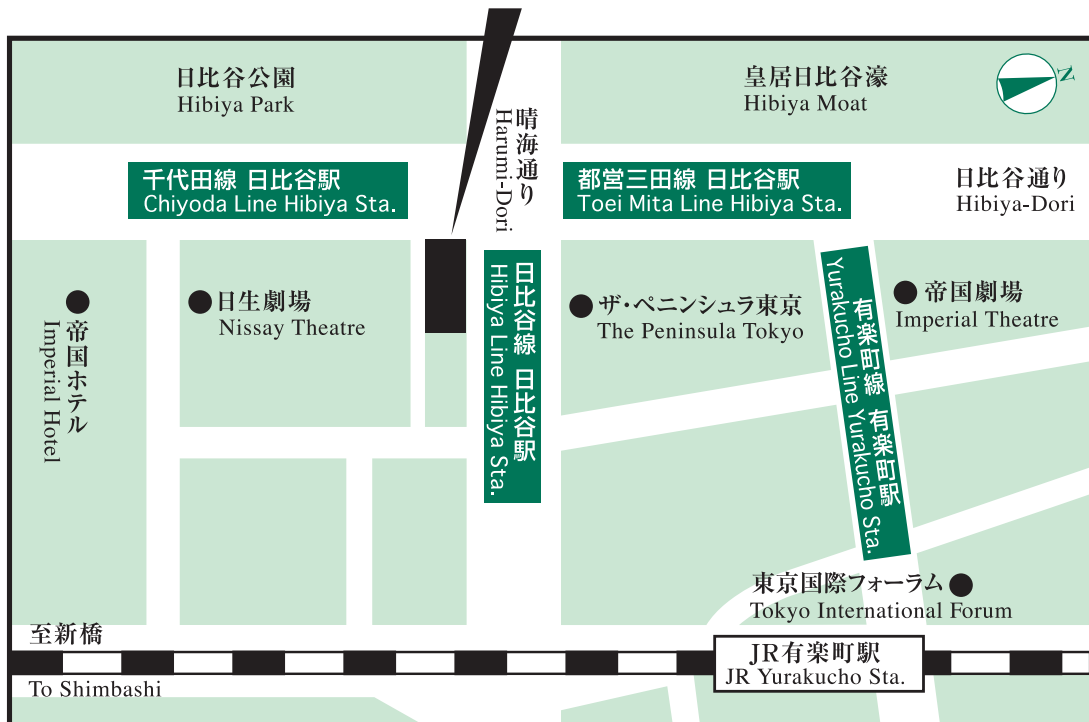 日比谷公園
Hibiya Park
晴海通り
Harumi-Dori
皇居日比谷濠
Hibiya Moat
N
千代田線 日比谷駅
Chiyoda Line Hibiya Sta.
都営三田線 日比谷駅
Toei Mita Line Hibiya Sta.
日比谷通り
Hibiya-Dori
帝国ホテル
Imperial Hotel
日生劇場
Nissay Theatre
日比谷線 日比谷駅
Hibiya Line Hibiya Sta.
ザ・ペニンシュラ東京
The Peninsula Tokyo
有楽町線 有楽町駅
Yurakucho Line Yurakucho Sta.
帝国劇場
Imperial Theatre
東京国際フォーラム
Tokyo International Forum
至新橋
To Shimbashi
JR有楽町駅
JR Yurakucho Sta.